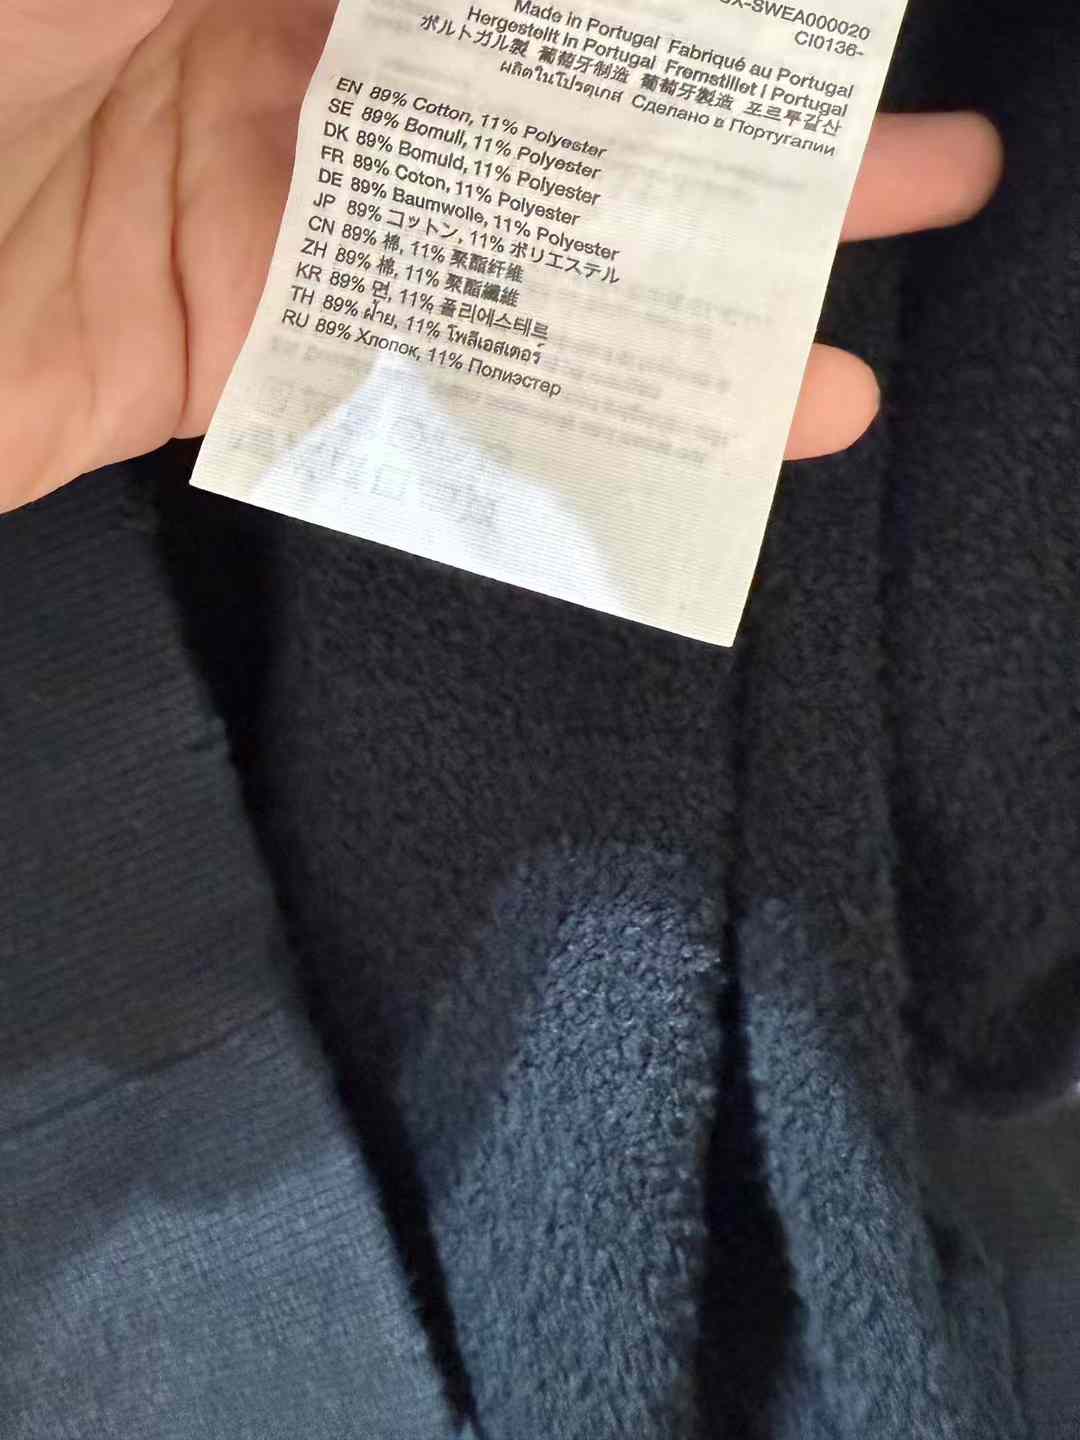 -SWEA000020
CI0136-
Made in Portugal Fabriqué au Portugal
Hergestellt in Portugal Fremstillet i Portugal
ポルトガル製 葡萄牙制造 葡萄牙製造 포르투갈산
ผลิตในโปรตุเกส Сделано в Португалии
EN 89% Cotton, 11% Polyester
SE 89% Bomull, 11% Polyester
DK 89% Bomuld, 11% Polyester
FR 89% Coton, 11% Polyester
DE 89% Baumwolle, 11% Polyester
JP 89% コットン, 11% ポリエステル
CN 89% 棉, 11% 聚酯纤维
ZH 89% 棉, 11% 聚酯纖維
KR 89% 면, 11% 폴리에스테르
TH 89% ฝ้าย, 11% โพลีเอสเตอร์
RU 89% Хлопок, 11% Полиэстер